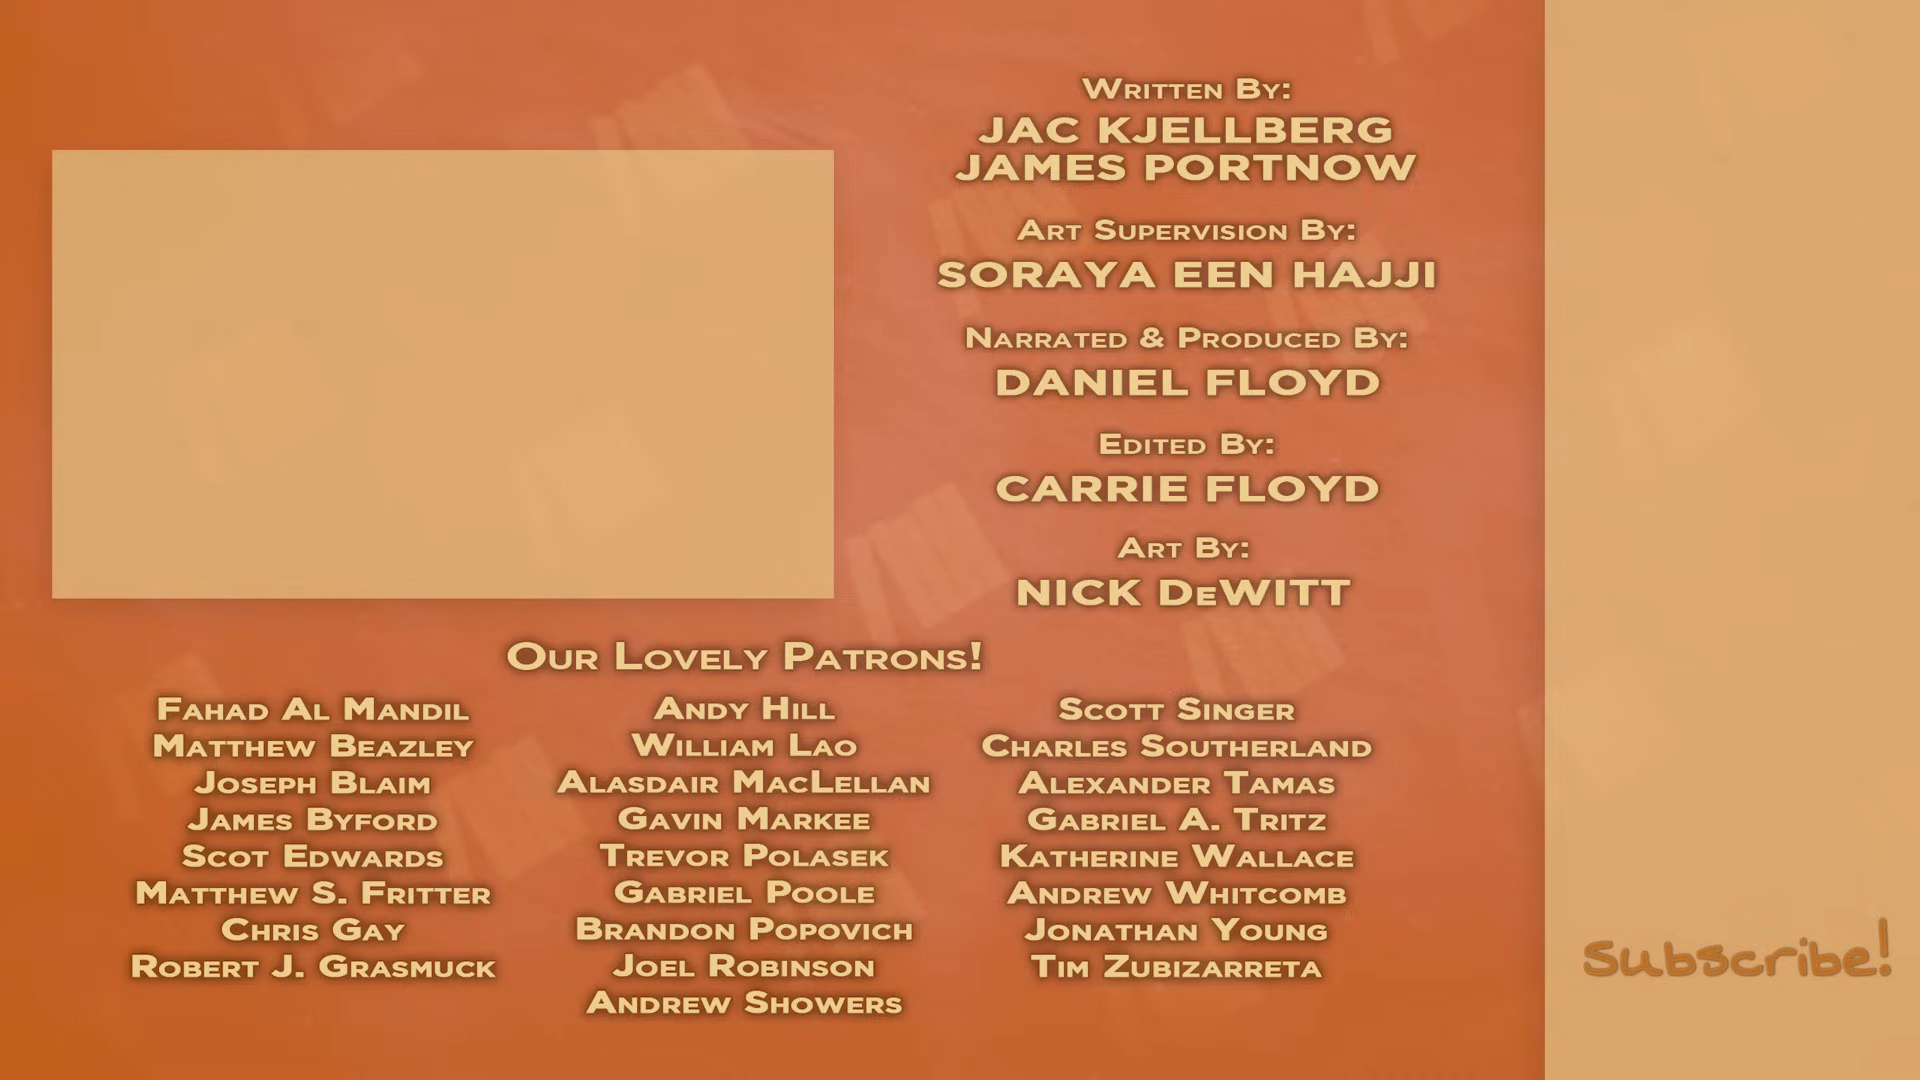 Written By:
JAC KJELLBERG
JAMES PORTNOW
Art Supervision By:
SORAYA EEN HAJJI
Narrated & Produced By:
DANIEL FLOYD
Edited By:
CARRIE FLOYD
Art By:
NICK DeWITT
Our Lovely Patrons!
Fahad Al Mandil
Matthew Beazley
Joseph Blaim
James Byford
Scot Edwards
Matthew S. Fritter
Chris Gay
Robert J. Grasmuck
Andy Hill
William Lao
Alasdair MacLellan
Gavin Markee
Trevor Polasek
Gabriel Poole
Brandon Popovich
Joel Robinson
Andrew Showers
Scott Singer
Charles Southerland
Alexander Tamas
Gabriel A. Tritz
Katherine Wallace
Andrew Whitcomb
Jonathan Young
Tim Zubizarreta
Subscribe!